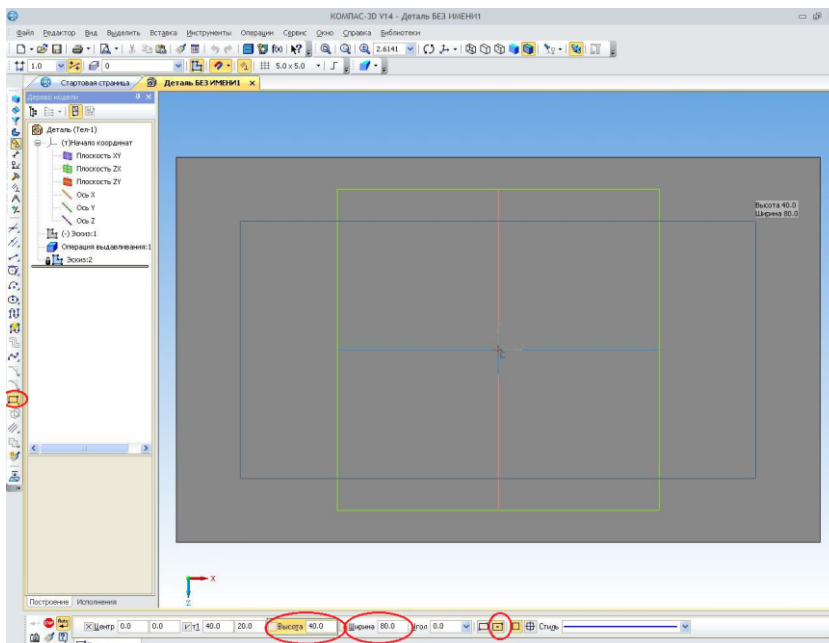 КОМПАС-3D V14 - Деталь БЕЗ ИМЕНИ1
Файл Редактор Вид Выделить Вставка Инструменты Операции Сервис Окно Справка Библиотеки
f(x) 2.6141
1.0 0 5.0 x 5.0
Стартовая страница Деталь БЕЗ ИМЕНИ1 x
Дерево модели
Деталь (Тел-1)
(т)Начало координат
Плоскость XY
Плоскость ZX
Плоскость ZY
Ось X
Ось Y
Ось Z
(-) Эскиз:1
Операция выдавливания:1
Эскиз:2
Высота 40.0
Ширина 80.0
X
Z
Построение Исполнения
Центр 0.0 0.0 т1 40.0 20.0 Высота 40.0 Ширина 80.0 Угол 0.0 Стиль